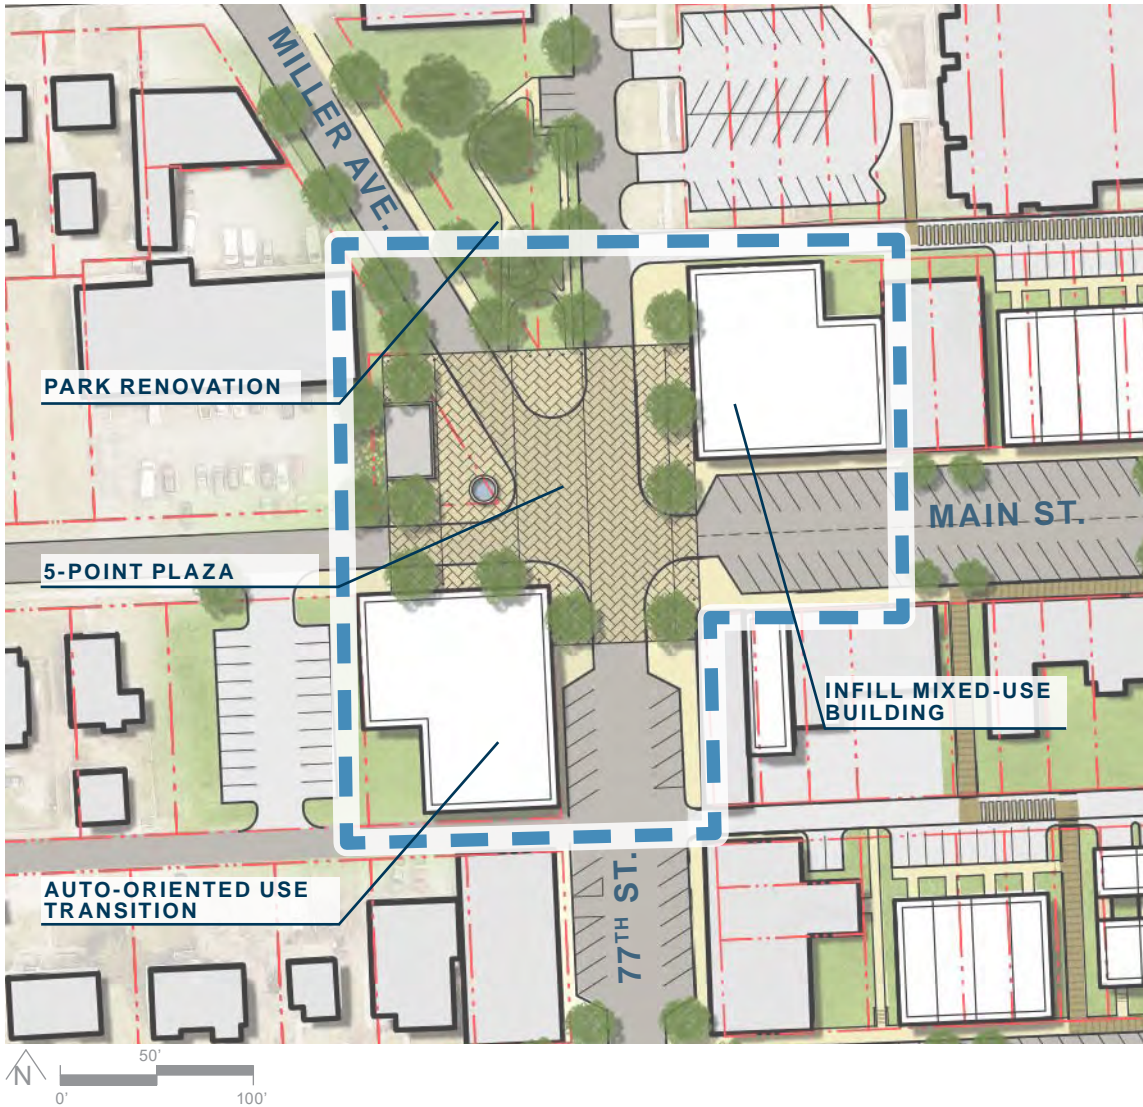 MILLER AVE.
PARK RENOVATION
MAIN ST.
5-POINT PLAZA
INFILL MIXED-USE
BUILDING
AUTO-ORIENTED USE
TRANSITION
77TH ST.
N
50'
0'
100'